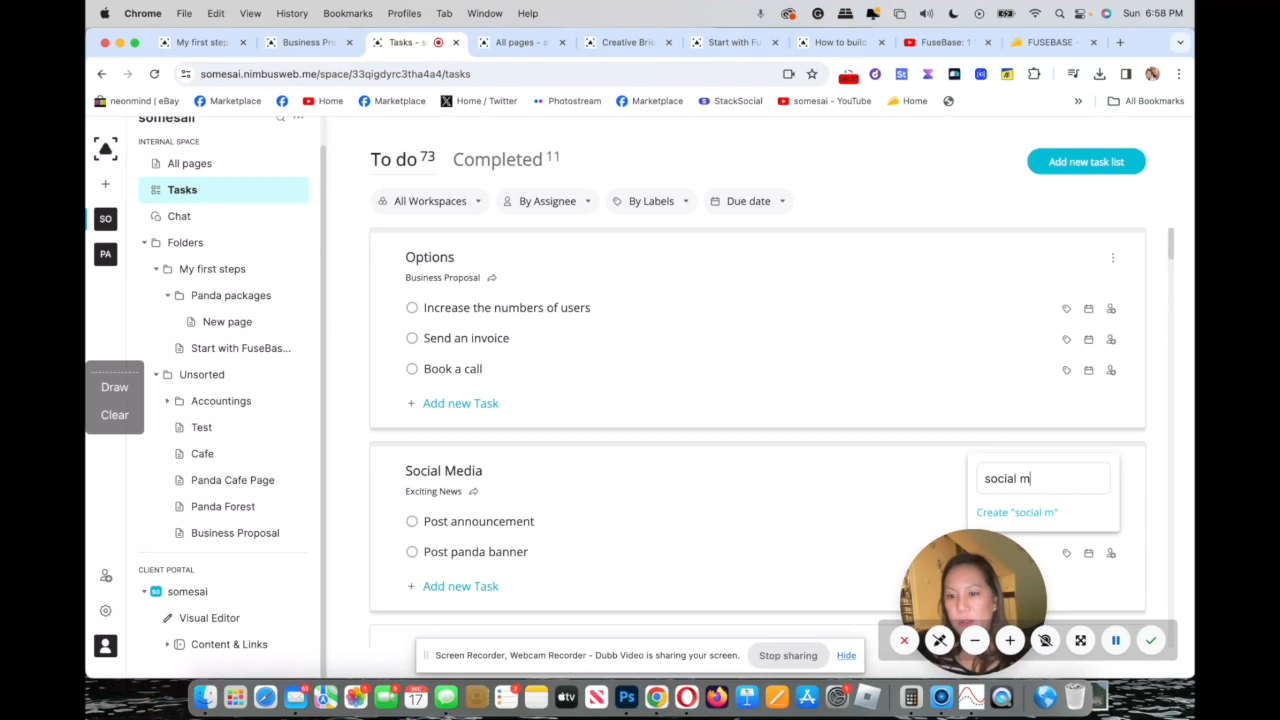 Chrome File Edit View History Bookmarks Profiles Tab Window Help Sun 6:58 PM
My first step Business Pro Tasks - s All pages - s Creative Brie Start with Fu How to build FuseBase: 1 FUSEBASE -
somesai.nimbusweb.me/space/33qigdyrc3tha4a4/tasks
neonmind | eBay Marketplace Home Marketplace Home / Twitter Photostream Marketplace StackSocial somesai - YouTube Home » All Bookmarks
INTERNAL SPACE
All pages
Tasks
Chat
SO
PA
Folders
My first steps
Panda packages
New page
Start with FuseBas...
Unsorted
Accountings
Test
Cafe
Panda Cafe Page
Panda Forest
Business Proposal
CLIENT PORTAL
SO somesai
Visual Editor
Content & Links
Draw
Clear
To do 73 Completed 11
Add new task list
All Workspaces By Assignee By Labels Due date
Options
Business Proposal
Increase the numbers of users
Send an invoice
Book a call
+ Add new Task
Social Media
Exciting News
Post announcement
Post panda banner
+ Add new Task
social m
Create "social m"
Screen Recorder, Webcam Recorder - Dubb Video is sharing your screen. Stop sharing Hide